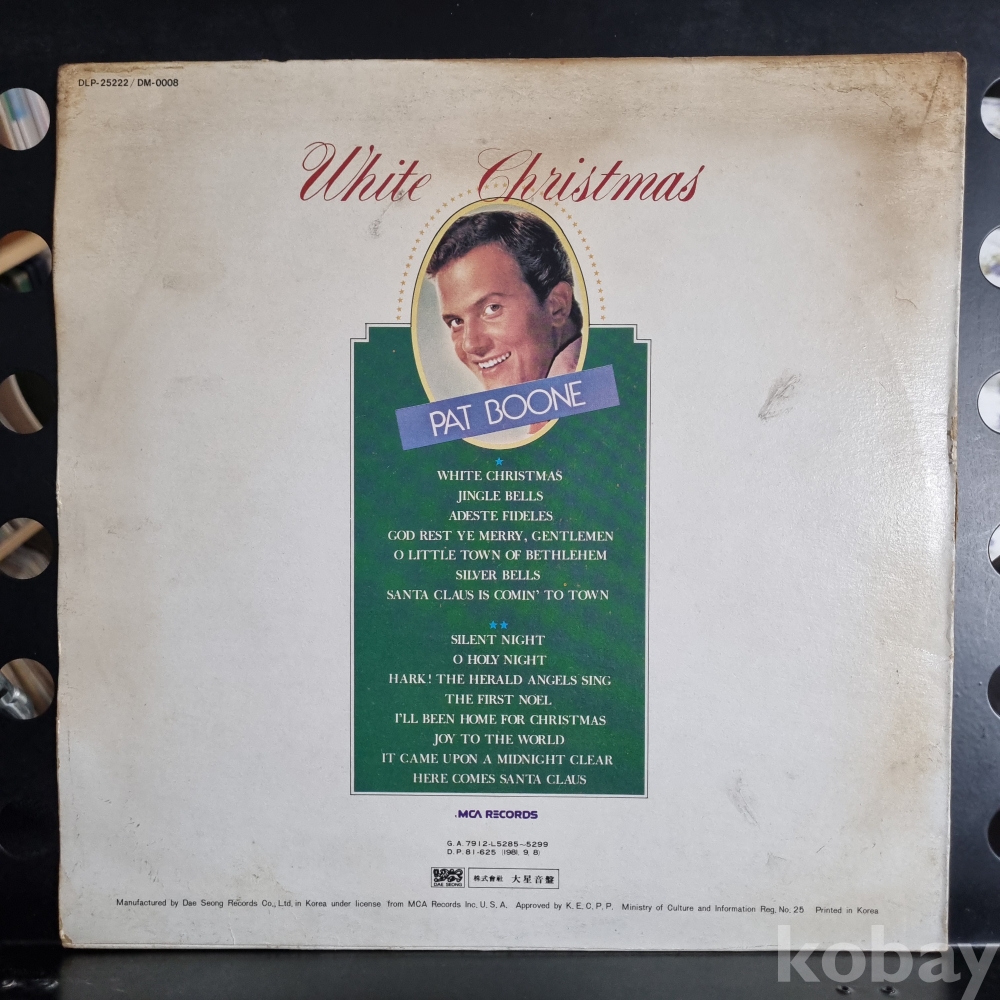 DLP-25222 / DM-0008
White Christmas
PAT BOONE
WHITE CHRISTMAS
JINGLE BELLS
ADESTE FIDELES
GOD REST YE MERRY, GENTLEMEN
O LITTLE TOWN OF BETHLEHEM
SILVER BELLS
SANTA CLAUS IS COMIN' TO TOWN
SILENT NIGHT
O HOLY NIGHT
HARK! THE HERALD ANGELS SING
THE FIRST NOEL
I'LL BEEN HOME FOR CHRISTMAS
JOY TO THE WORLD
IT CAME UPON A MIDNIGHT CLEAR
HERE COMES SANTA CLAUS
MCA RECORDS
G.A. 7912-L5285~5299
D.P. 81-625 (1981. 9. 8)
DAE SEONG 株式會社 大星音盤
Manufactured by Dae Seong Records Co., Ltd, in Korea under license from MCA Records Inc. U.S.A. Approved by K.E.C.P.P. Ministry of Culture and Information Reg. No. 25 Printed in Korea
kobay